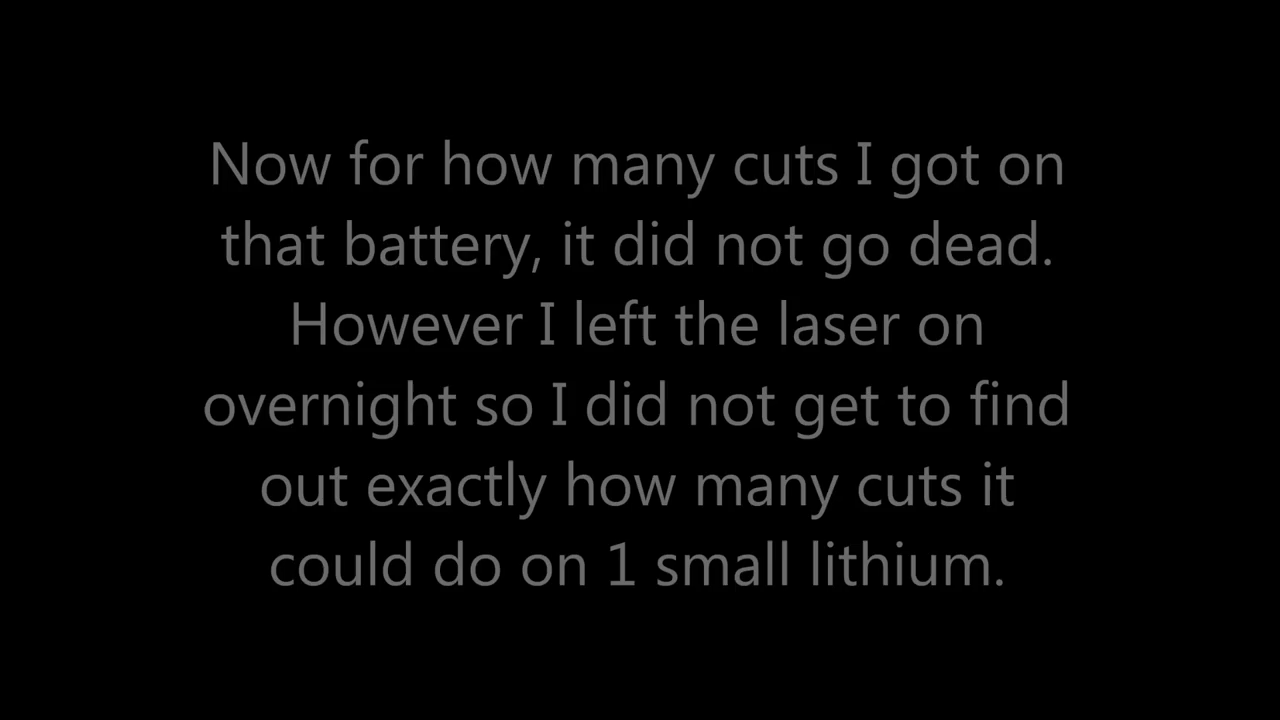 Now for how many cuts I got on
that battery, it did not go dead.
However I left the laser on
overnight so I did not get to find
out exactly how many cuts it
could do on 1 small lithium.